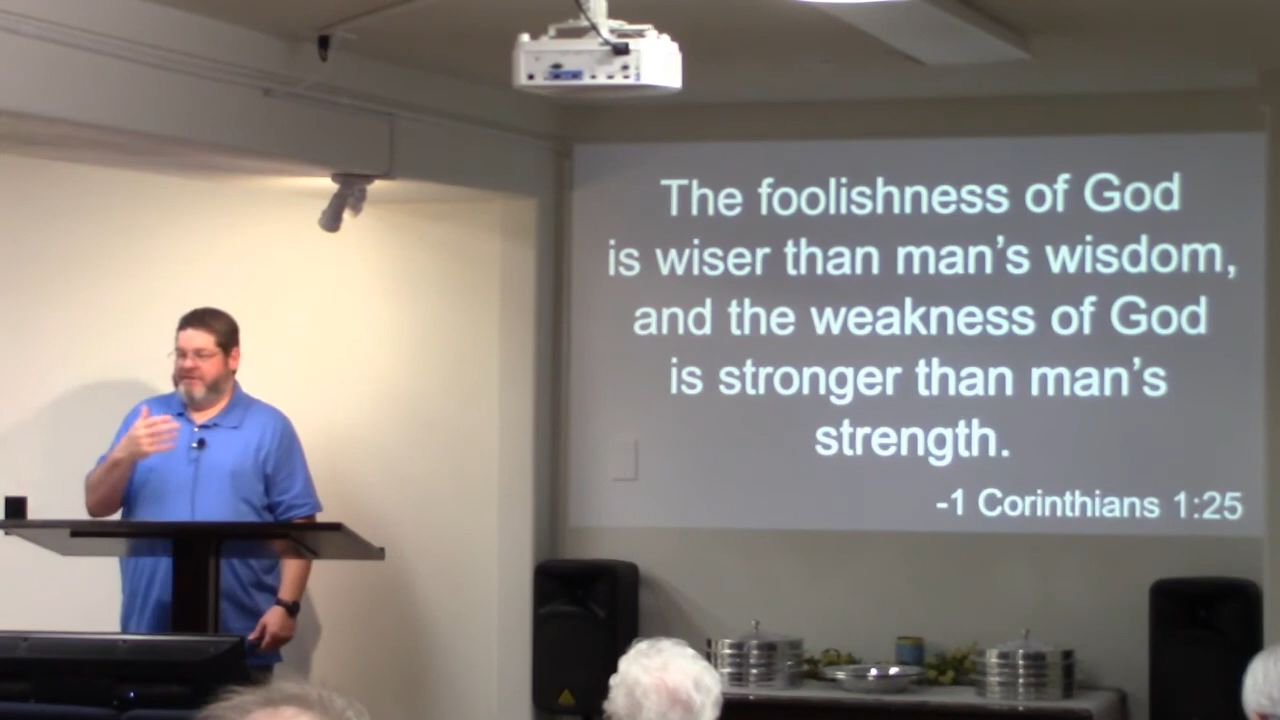 The foolishness of God
is wiser than man’s wisdom,
and the weakness of God
is stronger than man’s
strength.
-1 Corinthians 1:25